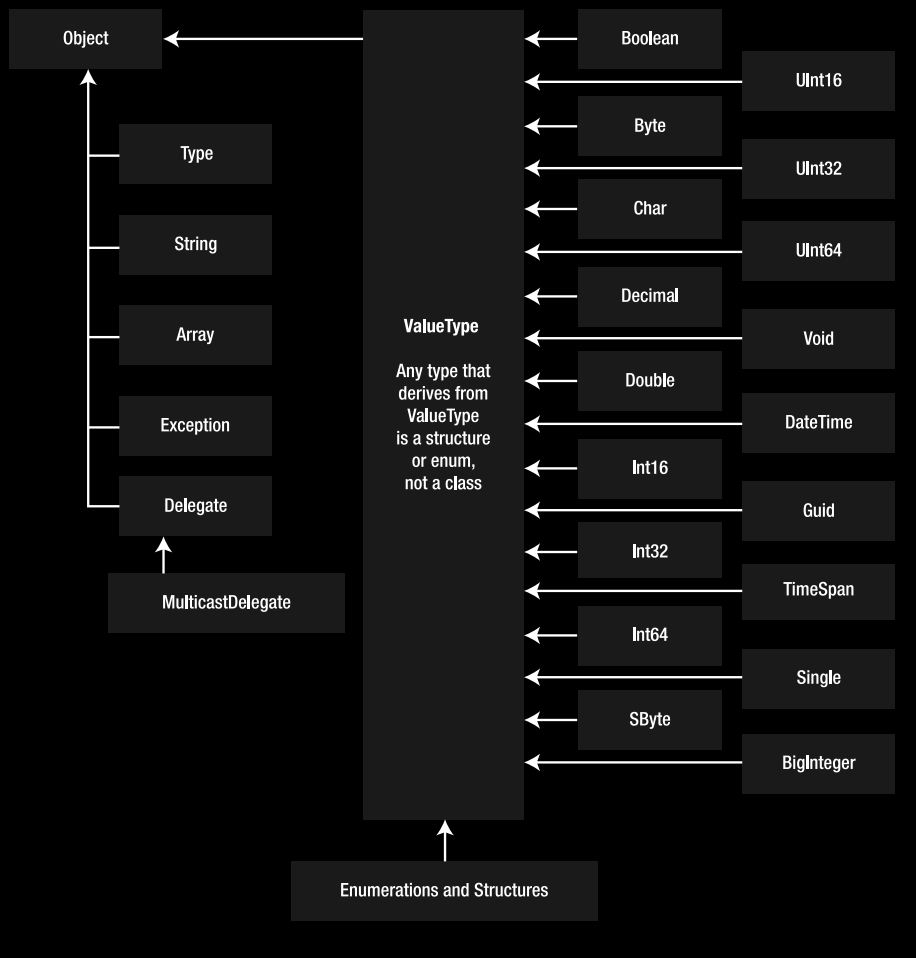 Object
Type
String
Array
Exception
Delegate
MulticastDelegate
ValueType
Any type that
derives from
ValueType
is a structure
or enum,
not a class
Boolean
UInt16
Byte
UInt32
Char
UInt64
Decimal
Void
Double
DateTime
Int16
Guid
Int32
TimeSpan
Int64
Single
SByte
BigInteger
Enumerations and Structures